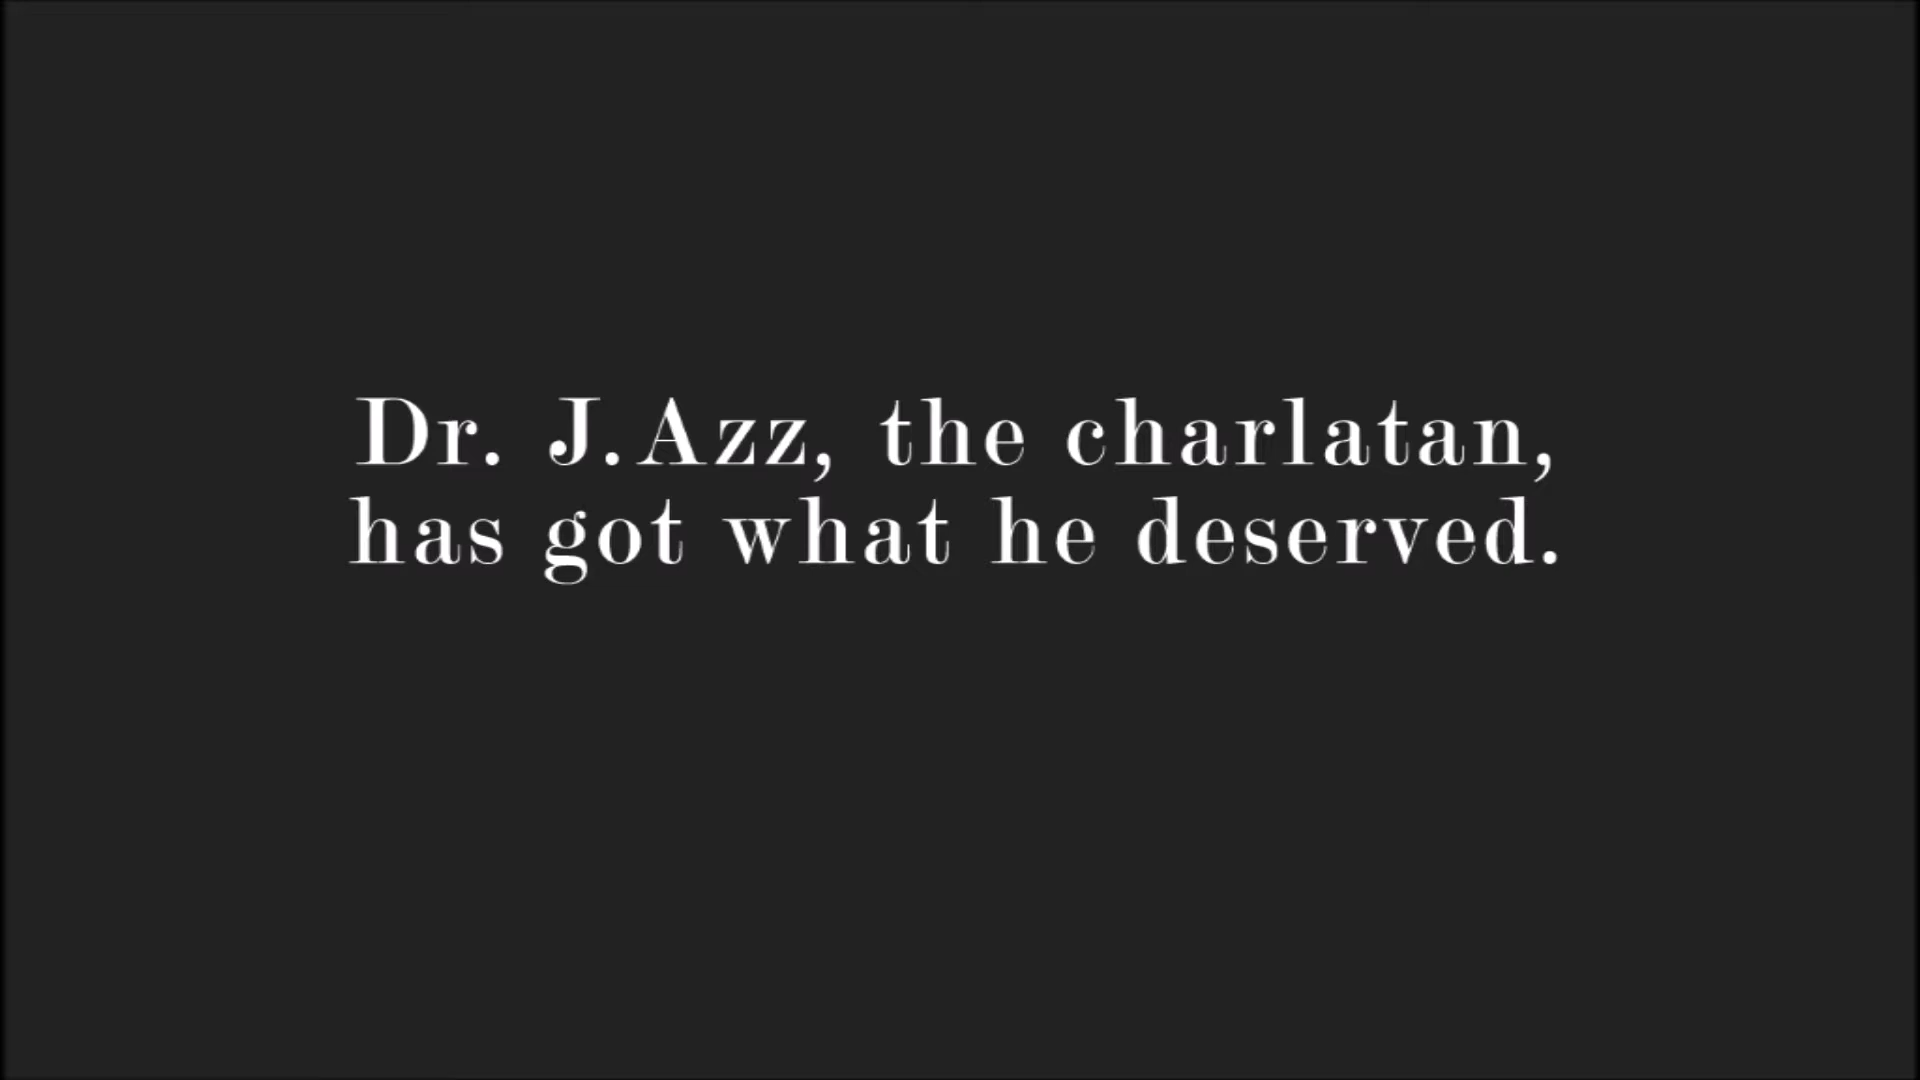 Dr. J.Azz, the charlatan,
has got what he deserved.